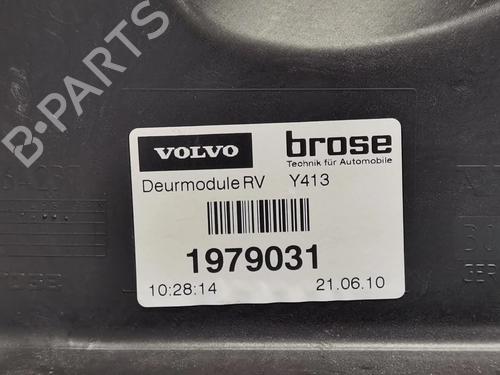 B-PARTS
VOLVO
brose
Technik für Automobile
Deurmodule RV Y413
1979031
10:28:14 21.06.10